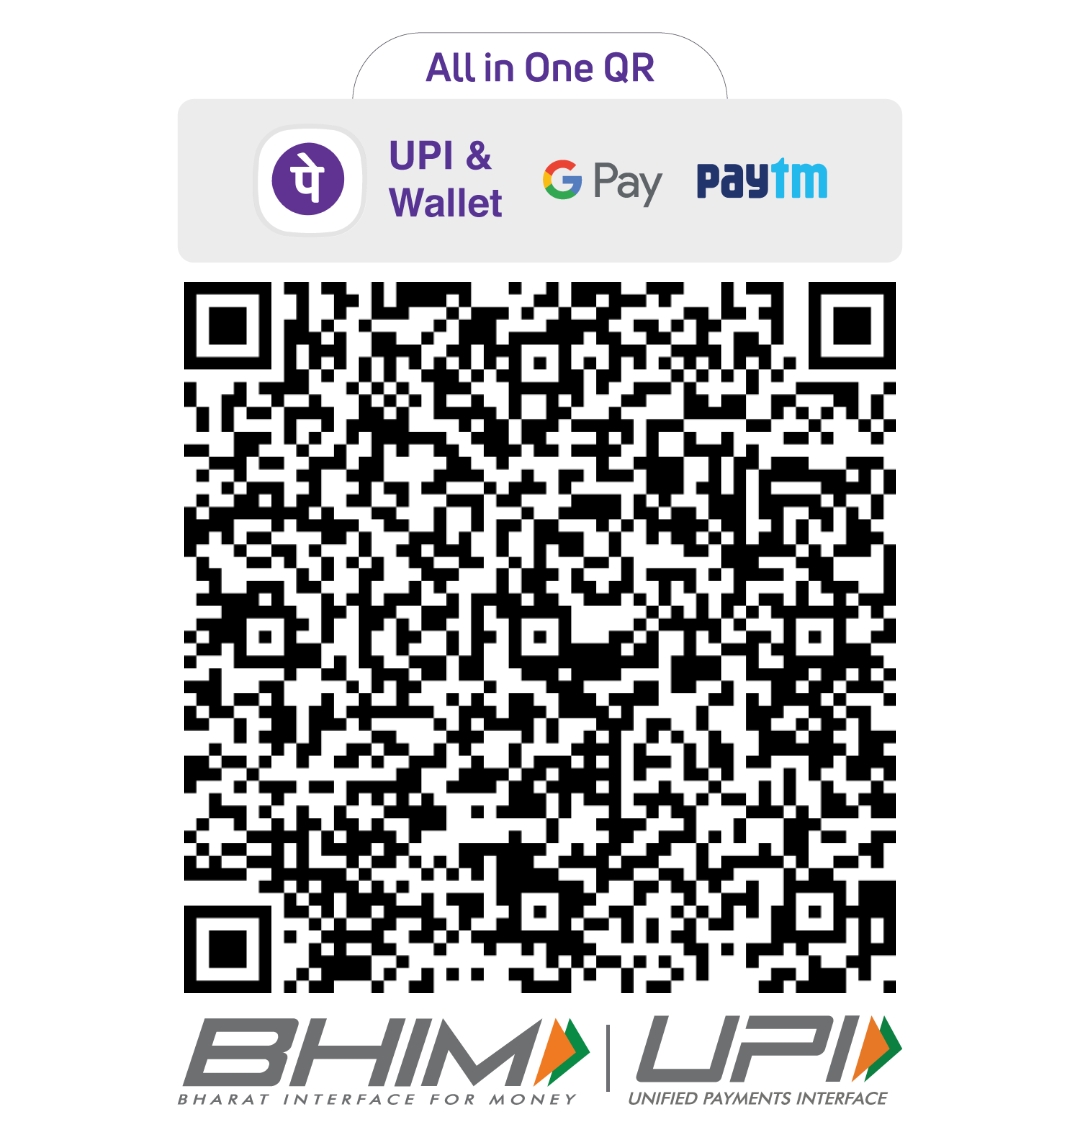 All in One QR
पे
UPI &
Wallet
G Pay
paytm
BHIM
BHARAT INTERFACE FOR MONEY
UPI
UNIFIED PAYMENTS INTERFACE